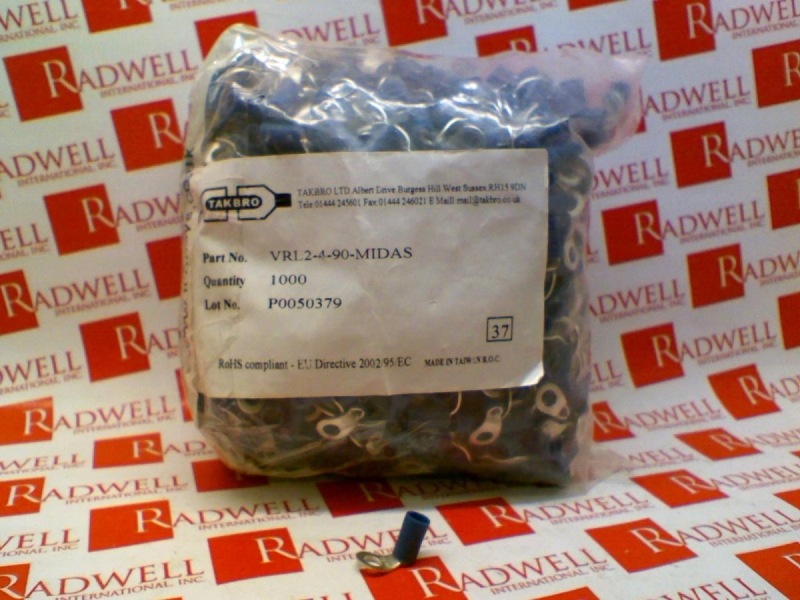 TAKBRO
TAKBRO LTD Albert Drive Burgess Hill West Sussex RH15 9DN
Tele 01444 245601 Fax 01444 246021 E Maill mail@takbro.co.uk
Part No. VRL2-4-90-MIDAS
Quantity 1000
Lot No. P0050379
37
RoHS compliant - EU Directive 2002/95/EC MADE IN TAIWAN R.O.C.
RADWELL
INTERNATIONAL, INC.